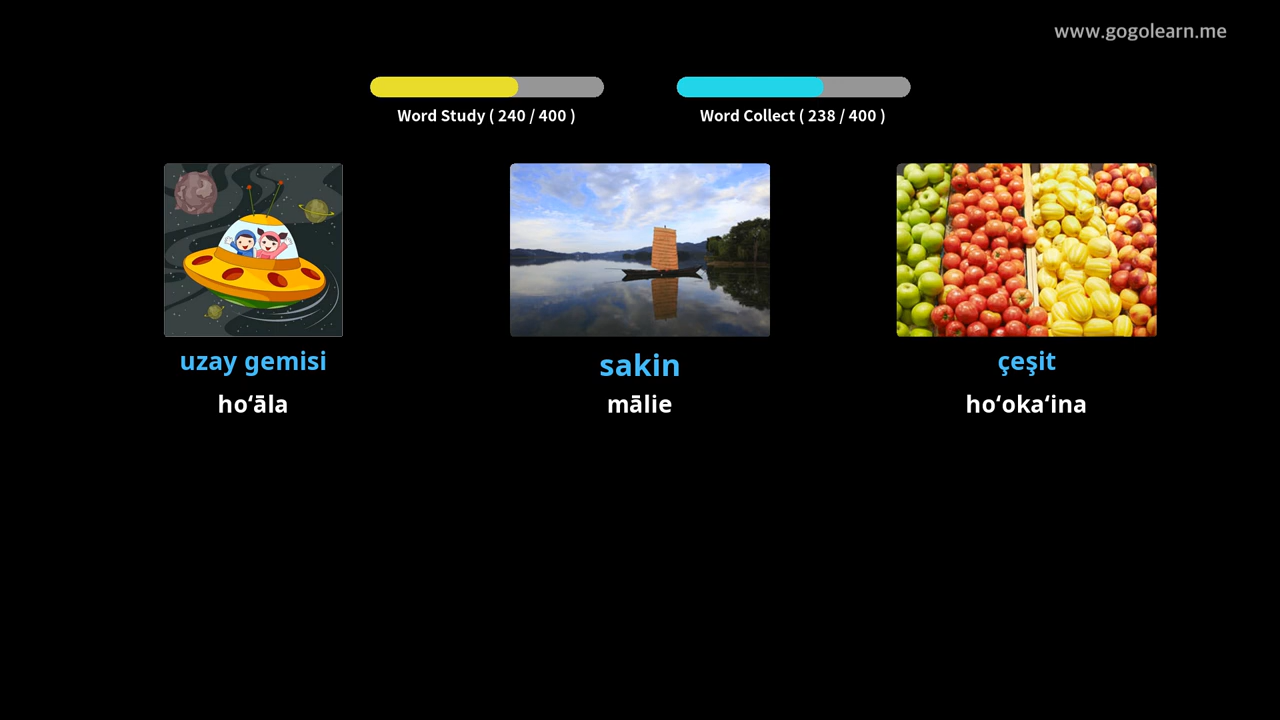 www.gogolearn.me
Word Study ( 240 / 400 )
Word Collect ( 238 / 400 )
uzay gemisi
sakin
çeşit
hoʻāla
mālie
hoʻokaʻina